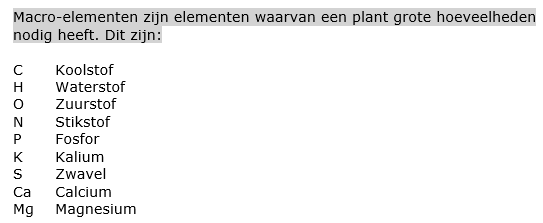 Macro-elementen zijn elementen waarvan een plant grote hoeveelheden
nodig heeft. Dit zijn:
C Koolstof
H Waterstof
O Zuurstof
N Stikstof
P Fosfor
K Kalium
S Zwavel
Ca Calcium
Mg Magnesium